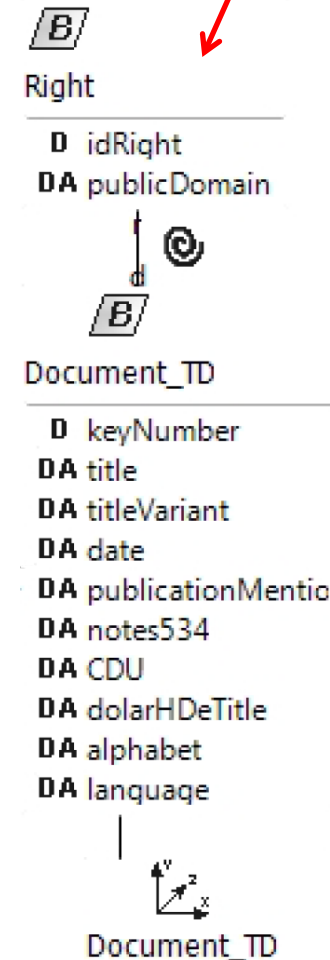 B
Right
D idRight
DA publicDomain
r
d
B
Document_TD
D keyNumber
DA title
DA titleVariant
DA date
DA publicationMentio
DA notes534
DA CDU
DA dolarHDeTitle
DA alphabet
DA language
Y
Z
X
Document_TD